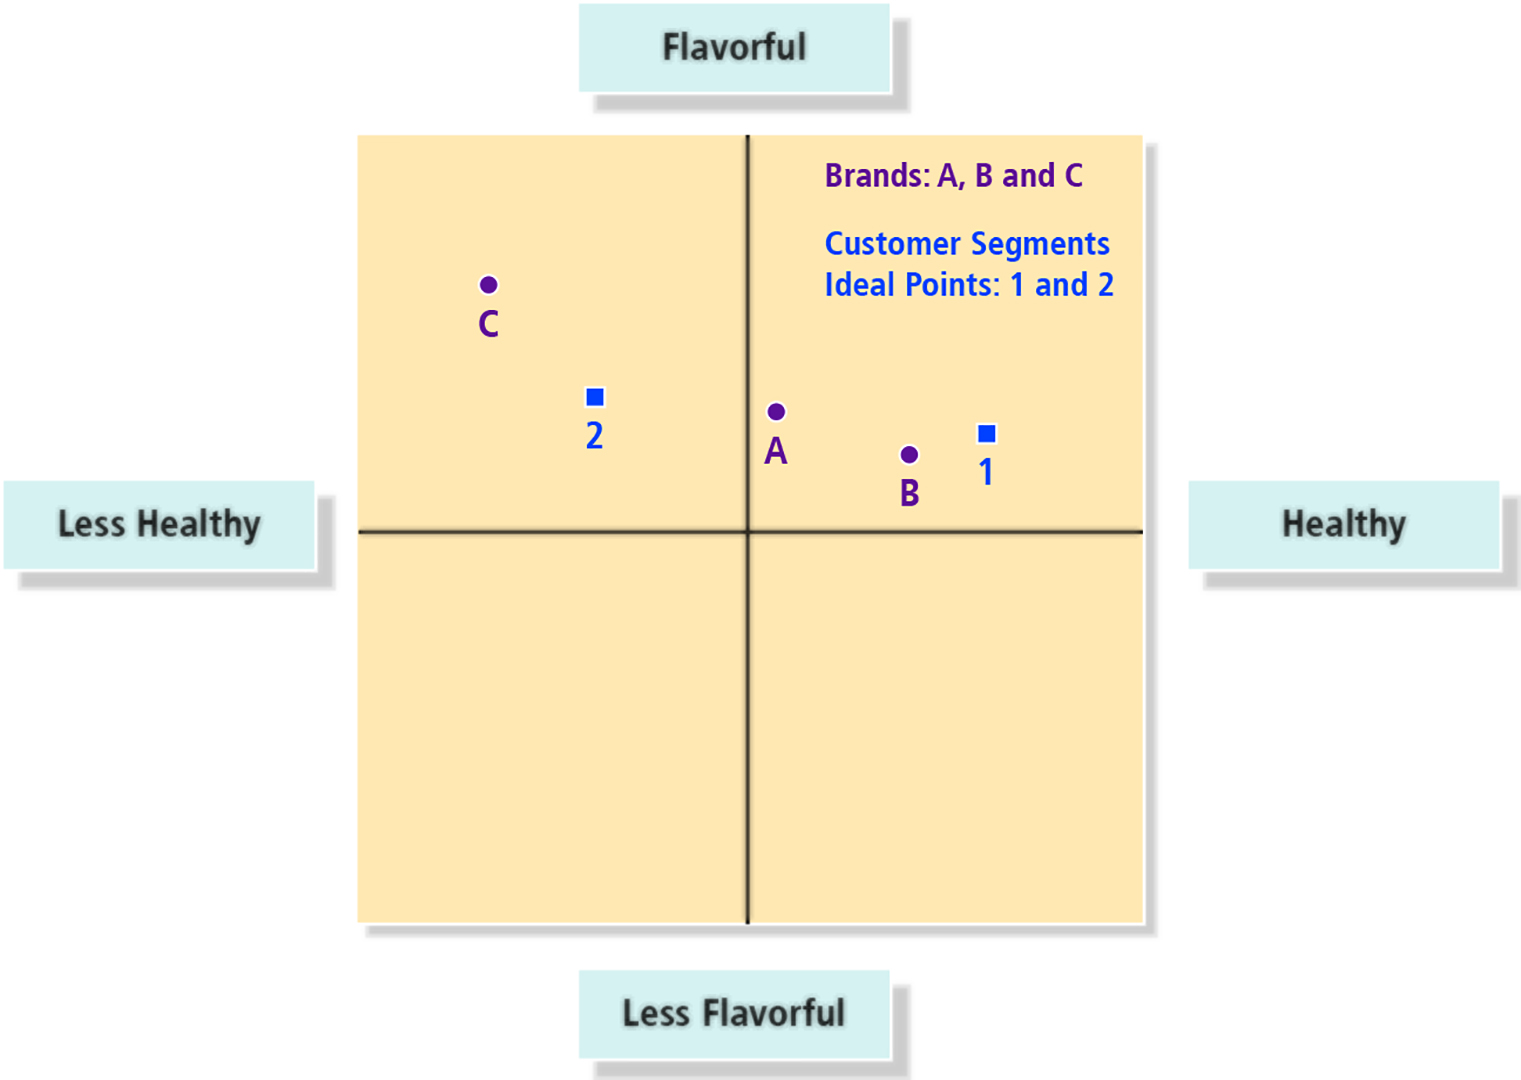 Flavorful
Brands: A, B and C
Customer Segments
Ideal Points: 1 and 2
C
2
A
B
1
Less Healthy
Healthy
Less Flavorful